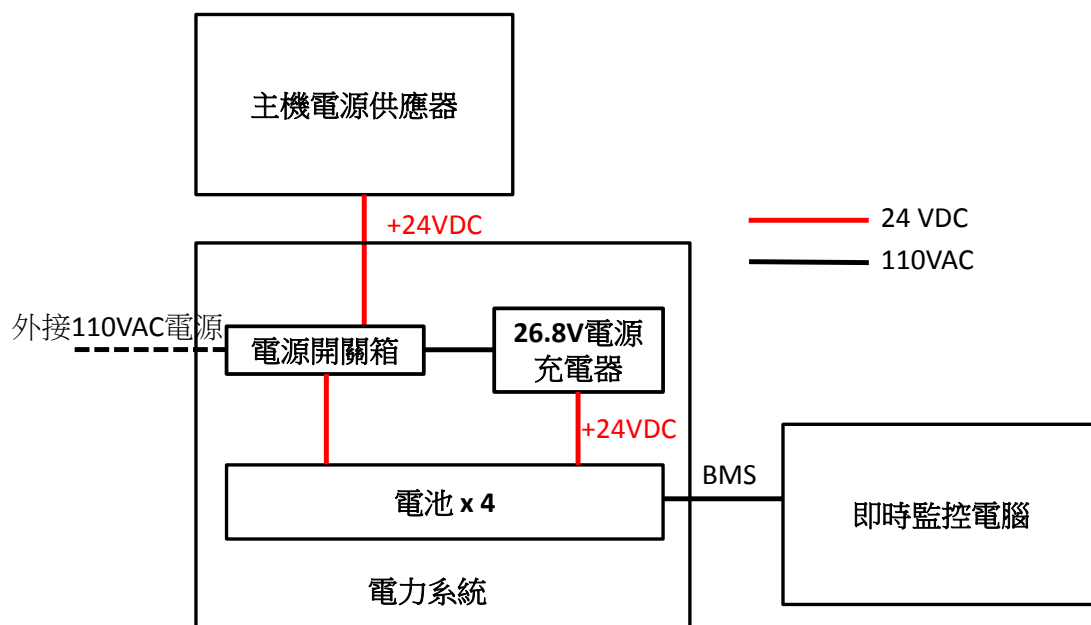 主機電源供應器
+24VDC
24 VDC
110VAC
外接110VAC電源
電源開關箱
26.8V電源
充電器
+24VDC
BMS
電池 x 4
即時監控電腦
電力系統